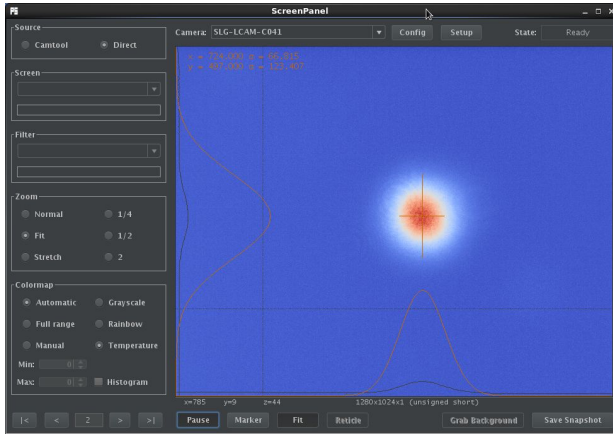 ScreenPanel
Source
Camtool Direct
Screen
Filter
Zoom
Normal 1/4
Fit 1/2
Stretch 2
Colormap
Automatic Grayscale
Full range Rainbow
Manual Temperature
Min: 0
Max: 0 Histogram
|< < 2 > >|
Camera: SLG-LCAM-C041 Config Setup State: Ready
x=785 y=9 z=44 1280x1024x1 (unsigned short)
Pause Marker Fit Reticle Grab Background Save Snapshot